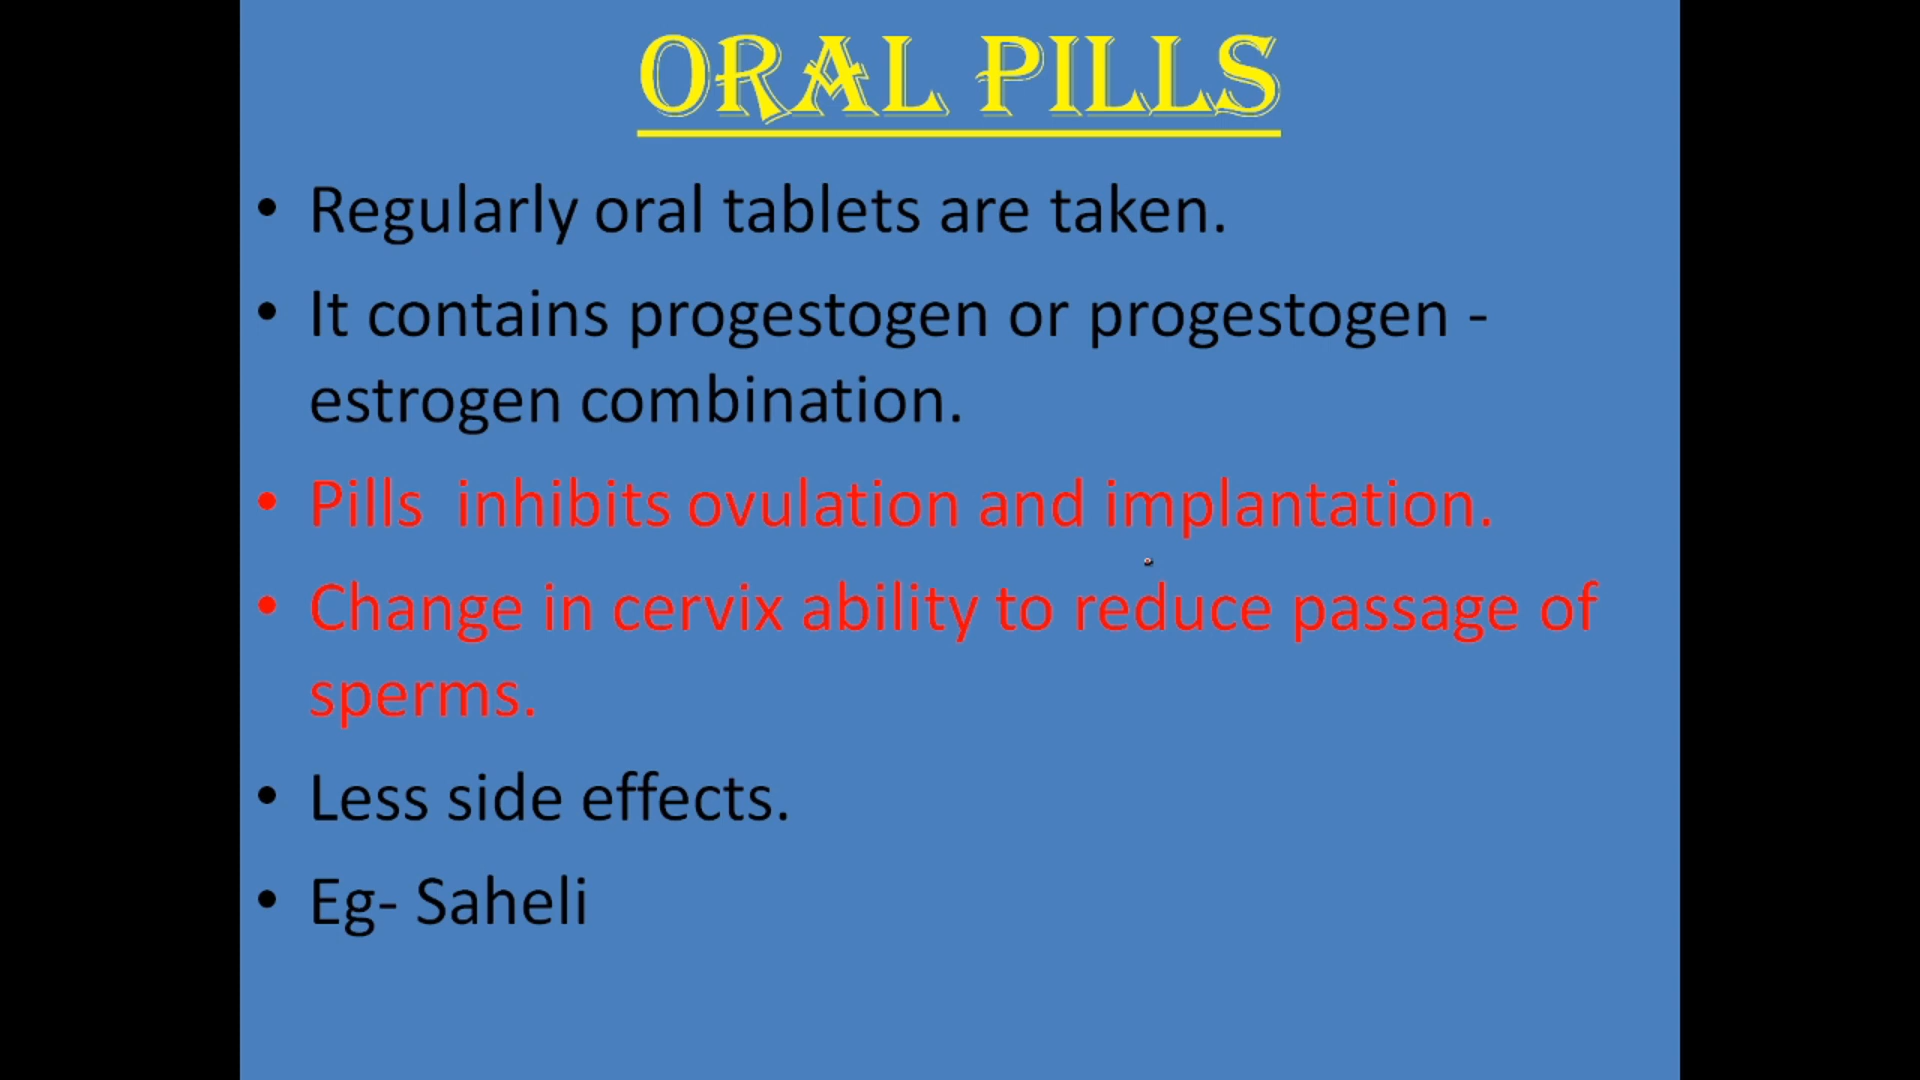 ORAL PILLS
• Regularly oral tablets are taken.
• It contains progestogen or progestogen -
estrogen combination.
• Pills  inhibits ovulation and implantation.
• Change in cervix ability to reduce passage of
sperms.
• Less side effects.
• Eg- Saheli